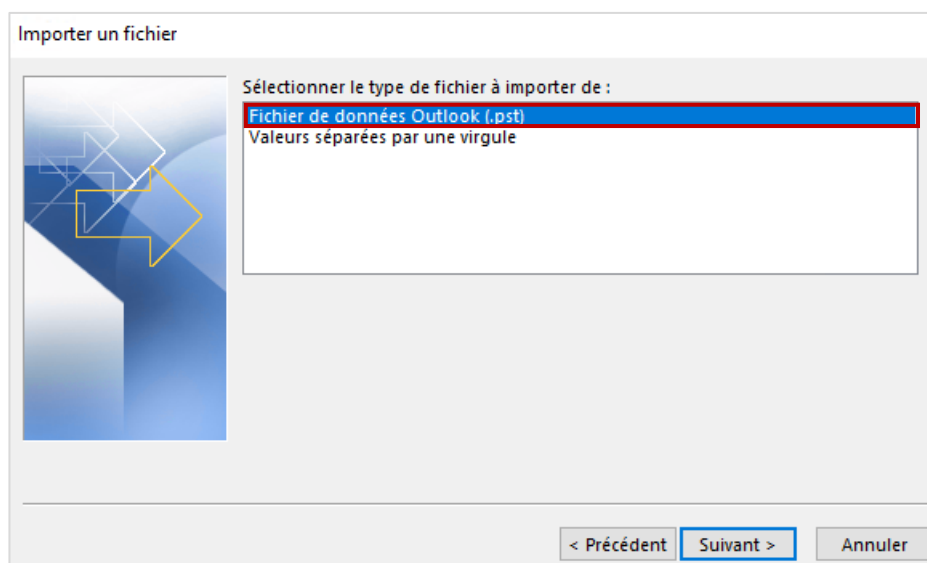 Importer un fichier
Sélectionner le type de fichier à importer de :
Fichier de données Outlook (.pst)
Valeurs séparées par une virgule
< Précédent
Suivant >
Annuler